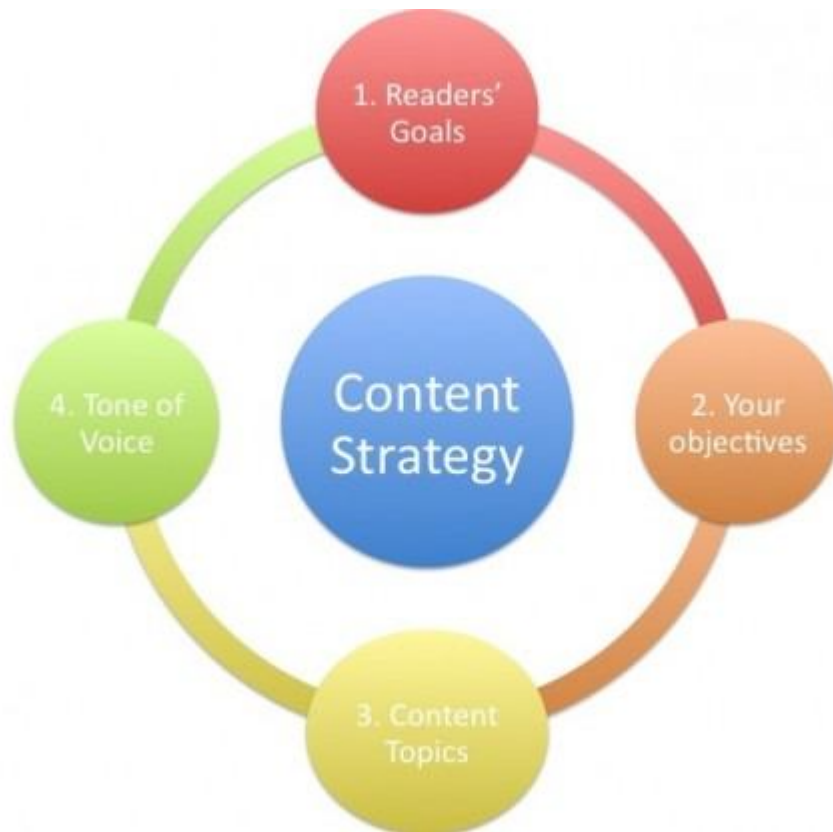 1. Readers'
Goals
Content
Strategy
4. Tone of
Voice
2. Your
objectives
3. Content
Topics